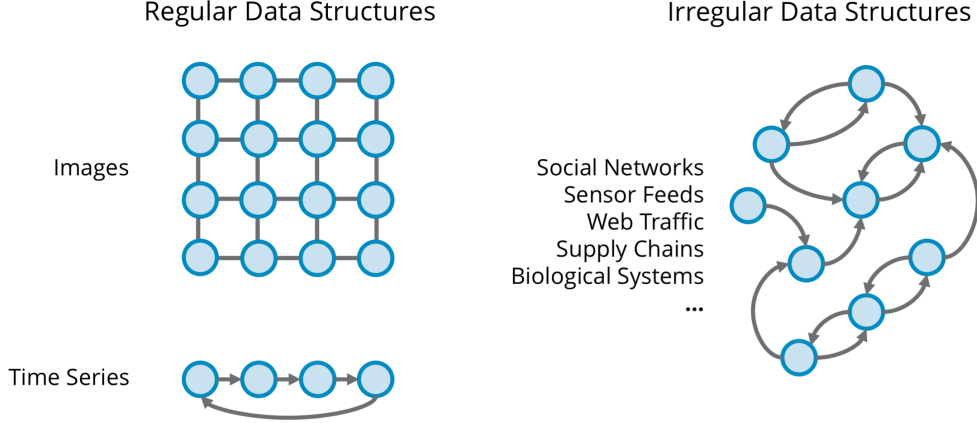 Regular Data Structures
Irregular Data Structures
Images
Social Networks
Sensor Feeds
Web Traffic
Supply Chains
Biological Systems
...
Time Series